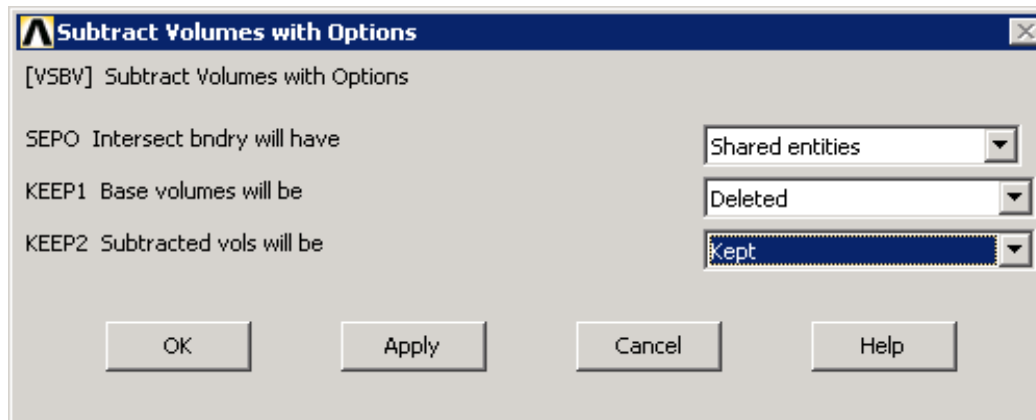 Subtract Volumes with Options
[VSBV] Subtract Volumes with Options
SEPO Intersect bndry will have Shared entities
KEEP1 Base volumes will be Deleted
KEEP2 Subtracted vols will be Kept
OK Apply Cancel Help